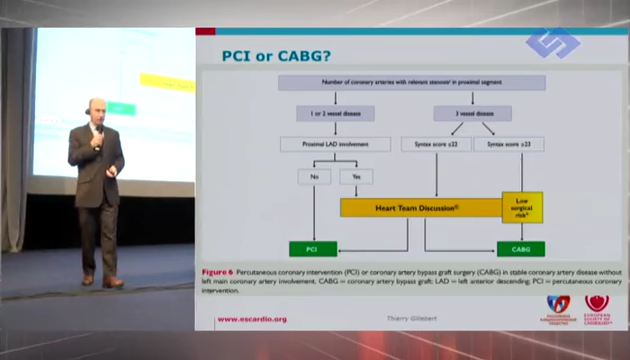 PCI or CABG?
Number of coronary arteries with relevant stenosis in proximal segment
1 or 2 vessel disease
3 vessel disease
Proximal LAD involvement
Syntax score ≤22
Syntax score ≥23
No
Yes
Heart Team Discussion
Low
surgical
risk
PCI
CABG
Figure 6 Percutaneous coronary intervention (PCI) or coronary artery bypass graft surgery (CABG) in stable coronary artery disease without
left main coronary artery involvement. CABG = coronary artery bypass graft; LAD = left anterior descending; PCI = percutaneous coronary
intervention.
www.escardio.org
Thierry Gillebert
EUROPEAN
SOCIETY OF
CARDIOLOGY